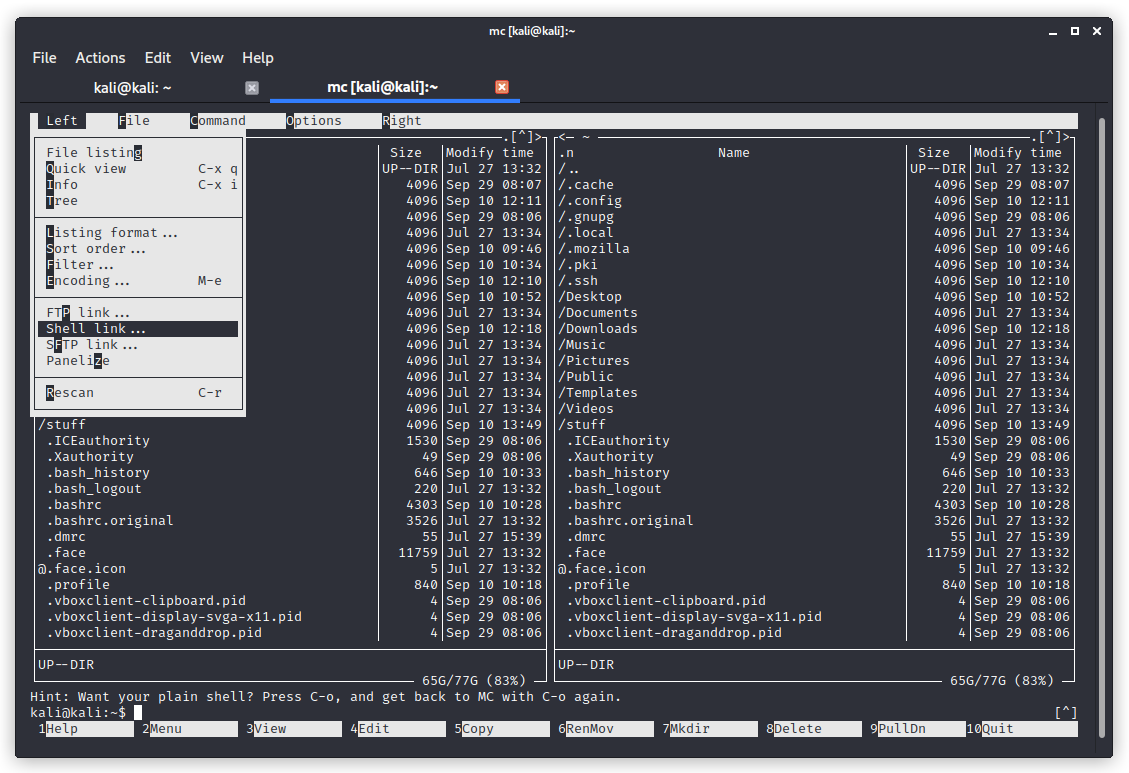 mc [kali@kali]:~
File Actions Edit View Help
kali@kali: ~ mc [kali@kali]:~
Left File Command Options Right
.[^]> <— ~ .[^]>
File listing Size Modify time .n Name Size Modify time
Quick view C-x q UP--DIR Jul 27 13:32 /.. UP--DIR Jul 27 13:32
Info C-x i 4096 Sep 29 08:07 /.cache 4096 Sep 29 08:07
Tree 4096 Sep 10 12:11 /.config 4096 Sep 10 12:11
4096 Sep 29 08:06 /.gnupg 4096 Sep 29 08:06
Listing format... 4096 Jul 27 13:34 /.local 4096 Jul 27 13:34
Sort order... 4096 Sep 10 09:46 /.mozilla 4096 Sep 10 09:46
Filter... 4096 Sep 10 10:34 /.pki 4096 Sep 10 10:34
Encoding... M-e 4096 Sep 10 12:10 /.ssh 4096 Sep 10 12:10
4096 Sep 10 10:52 /Desktop 4096 Sep 10 10:52
FTP link... 4096 Jul 27 13:34 /Documents 4096 Jul 27 13:34
Shell link... 4096 Sep 10 12:18 /Downloads 4096 Sep 10 12:18
SFTP link... 4096 Jul 27 13:34 /Music 4096 Jul 27 13:34
Panelize 4096 Jul 27 13:34 /Pictures 4096 Jul 27 13:34
4096 Jul 27 13:34 /Public 4096 Jul 27 13:34
Rescan C-r 4096 Jul 27 13:34 /Templates 4096 Jul 27 13:34
4096 Jul 27 13:34 /Videos 4096 Jul 27 13:34
/stuff 4096 Sep 10 13:49 /stuff 4096 Sep 10 13:49
.ICEauthority 1530 Sep 29 08:06 .ICEauthority 1530 Sep 29 08:06
.Xauthority 49 Sep 29 08:06 .Xauthority 49 Sep 29 08:06
.bash_history 646 Sep 10 10:33 .bash_history 646 Sep 10 10:33
.bash_logout 220 Jul 27 13:32 .bash_logout 220 Jul 27 13:32
.bashrc 4303 Sep 10 10:28 .bashrc 4303 Sep 10 10:28
.bashrc.original 3526 Jul 27 13:32 .bashrc.original 3526 Jul 27 13:32
.dmrc 55 Jul 27 15:39 .dmrc 55 Jul 27 15:39
.face 11759 Jul 27 13:32 .face 11759 Jul 27 13:32
@.face.icon 5 Jul 27 13:32 @.face.icon 5 Jul 27 13:32
.profile 840 Sep 10 10:18 .profile 840 Sep 10 10:18
.vboxclient-clipboard.pid 4 Sep 29 08:06 .vboxclient-clipboard.pid 4 Sep 29 08:06
.vboxclient-display-svga-x11.pid 4 Sep 29 08:06 .vboxclient-display-svga-x11.pid 4 Sep 29 08:06
.vboxclient-draganddrop.pid 4 Sep 29 08:06 .vboxclient-draganddrop.pid 4 Sep 29 08:06
UP--DIR UP--DIR
65G/77G (83%) 65G/77G (83%)
Hint: Want your plain shell? Press C-o, and get back to MC with C-o again.
kali@kali:~$ [^]
1Help 2Menu 3View 4Edit 5Copy 6RenMov 7Mkdir 8Delete 9PullDn 10Quit